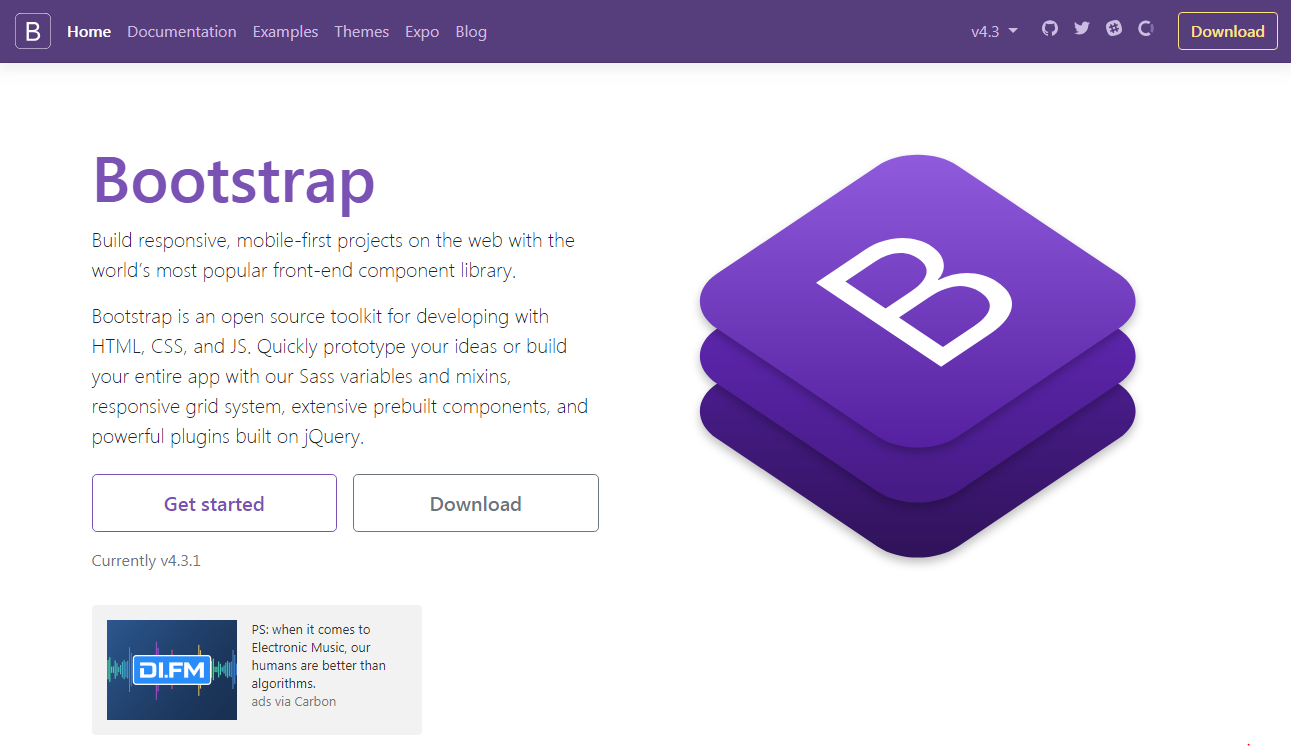 B Home Documentation Examples Themes Expo Blog v4.3 Download
Bootstrap
Build responsive, mobile-first projects on the web with the
world’s most popular front-end component library.
Bootstrap is an open source toolkit for developing with
HTML, CSS, and JS. Quickly prototype your ideas or build
your entire app with our Sass variables and mixins,
responsive grid system, extensive prebuilt components, and
powerful plugins built on jQuery.
B
Get started Download
Currently v4.3.1
DI.FM
PS: when it comes to
Electronic Music, our
humans are better than
algorithms.
ads via Carbon